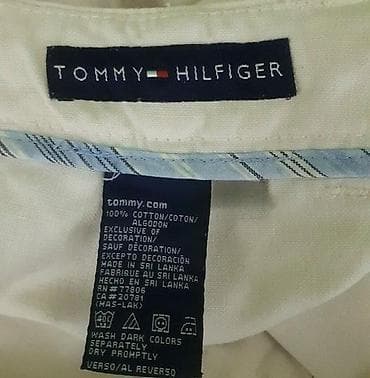 TOMMY HILFIGER
tommy.com
100% COTTON/COTON/
ALGODON
EXCLUSIVE OF
DECORATION/
SAUF DÉCORATION/
EXCEPTO DECORACIÓN
MADE IN SRI LANKA
FABRIQUE AU SRI LANKA
HECHO EN SRI LANKA
RN#77806
CA#20781
(HAS-LAK)
WASH DARK COLORS
SEPARATELY
DRY PROMPTLY
VERSO/AL REVERSO